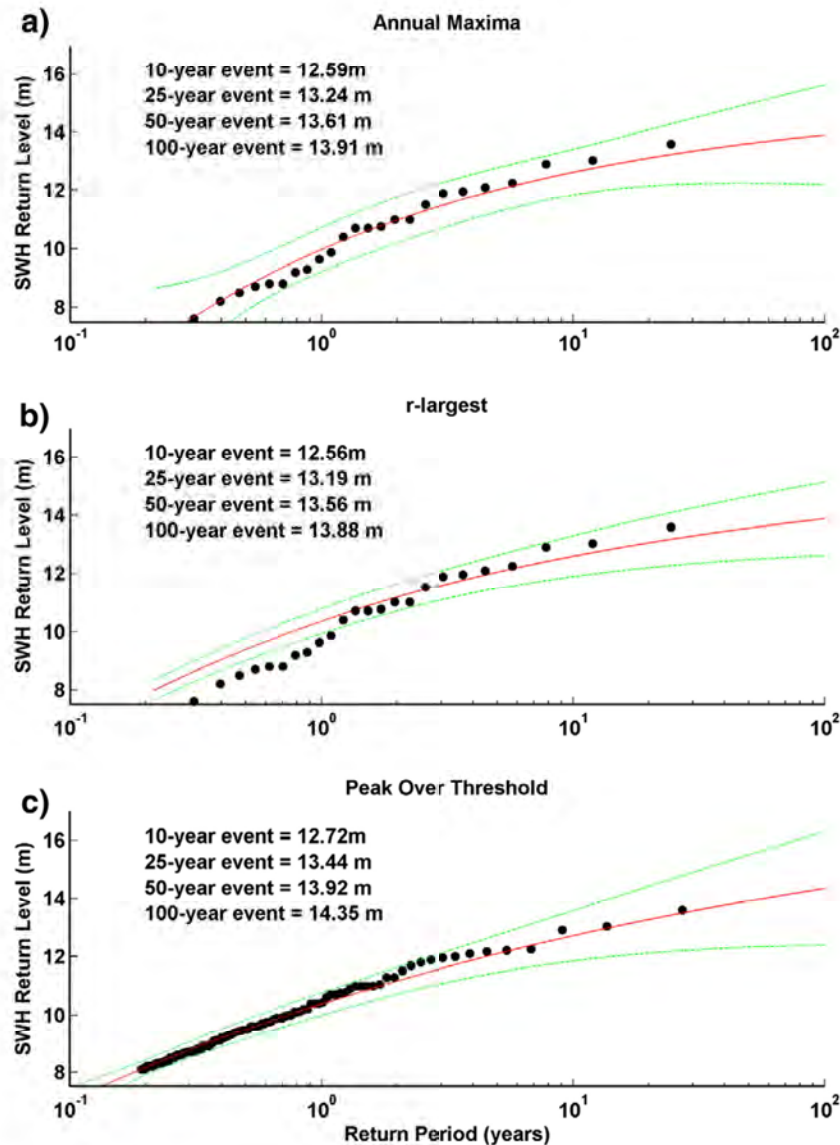 a)
Annual Maxima
10-year event = 12.59m
25-year event = 13.24 m
50-year event = 13.61 m
100-year event = 13.91 m
SWH Return Level (m)
16
14
12
10
8
10-1
100
101
102
b)
r-largest
10-year event = 12.56m
25-year event = 13.19 m
50-year event = 13.56 m
100-year event = 13.88 m
SWH Return Level (m)
16
14
12
10
8
10-1
100
101
102
c)
Peak Over Threshold
10-year event = 12.72m
25-year event = 13.44 m
50-year event = 13.92 m
100-year event = 14.35 m
SWH Return Level (m)
16
14
12
10
8
10-1
100
101
102
Return Period (years)